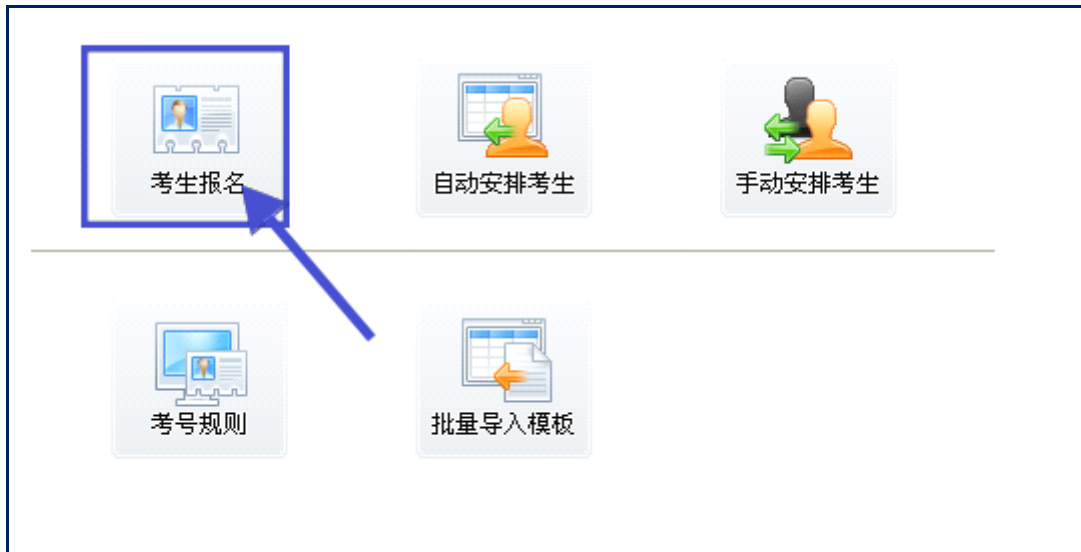 考生报名
自动安排考生
手动安排考生
考号规则
批量导入模板